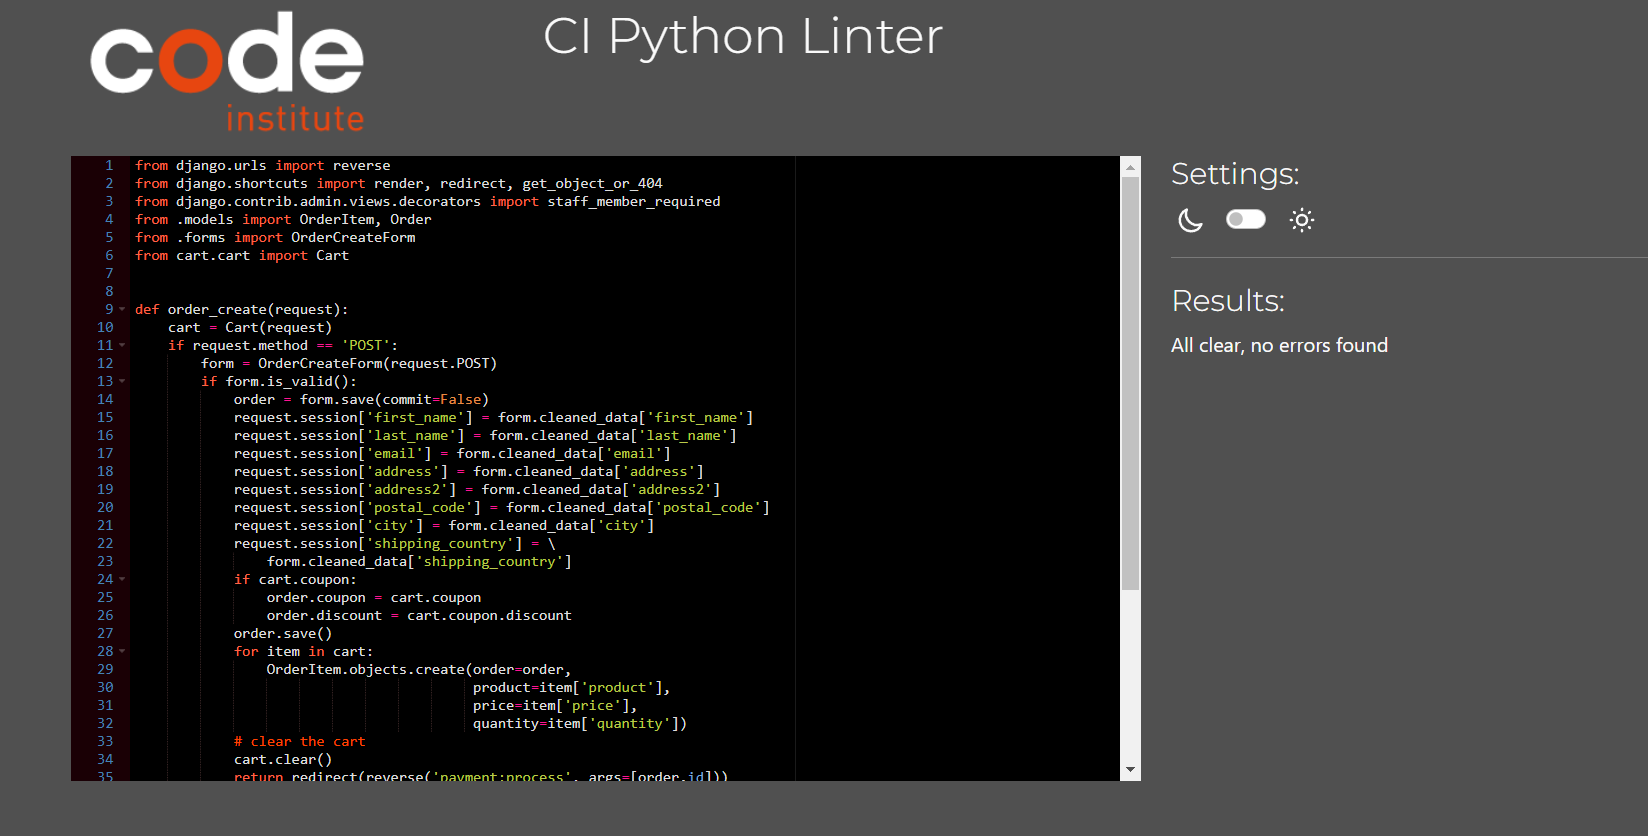 code
institute
CI Python Linter
1 from django.urls import reverse
2 from django.shortcuts import render, redirect, get_object_or_404
3 from django.contrib.admin.views.decorators import staff_member_required
4 from .models import OrderItem, Order
5 from .forms import OrderCreateForm
6 from cart.cart import Cart
7
8
9 def order_create(request):
10     cart = Cart(request)
11     if request.method == 'POST':
12         form = OrderCreateForm(request.POST)
13         if form.is_valid():
14             order = form.save(commit=False)
15             request.session['first_name'] = form.cleaned_data['first_name']
16             request.session['last_name'] = form.cleaned_data['last_name']
17             request.session['email'] = form.cleaned_data['email']
18             request.session['address'] = form.cleaned_data['address']
19             request.session['address2'] = form.cleaned_data['address2']
20             request.session['postal_code'] = form.cleaned_data['postal_code']
21             request.session['city'] = form.cleaned_data['city']
22             request.session['shipping_country'] = \
23                 form.cleaned_data['shipping_country']
24             if cart.coupon:
25                 order.coupon = cart.coupon
26                 order.discount = cart.coupon.discount
27             order.save()
28             for item in cart:
29                 OrderItem.objects.create(order=order,
30                                          product=item['product'],
31                                          price=item['price'],
32                                          quantity=item['quantity'])
33             # clear the cart
34             cart.clear()
35             return redirect(reverse('payment:process', args=[order.id]))
Settings:
Results:
All clear, no errors found